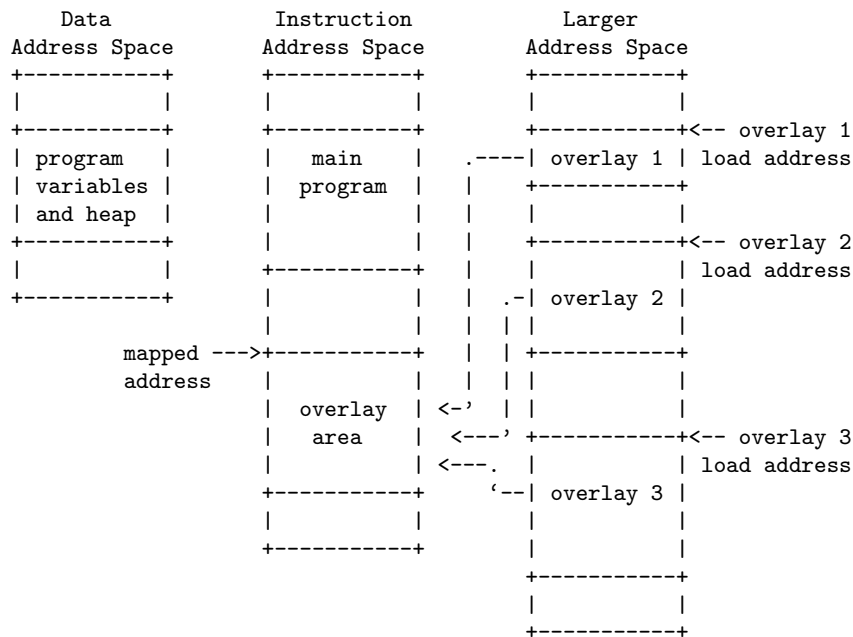 Data             Instruction            Larger
Address Space       Address Space        Address Space
+-----------+       +-----------+        +-----------+
|           |       |           |        |           |
+-----------+       +-----------+        +-----------+<-- overlay 1
| program   |       |   main    |   .----| overlay 1 | load address
| variables |       |  program  |   |    +-----------+
| and heap  |       |           |   |    |           |
+-----------+       |           |   |    +-----------+<-- overlay 2
|           |       +-----------+   |    |           | load address
+-----------+       |           |   |  .-| overlay 2 |
                    |           |   |  | |           |
         mapped --->+-----------+   |  | +-----------+
         address    |           |   |  | |           |
                    |  overlay  | <-'  | |           |
                    |   area    |  <---' +-----------+<-- overlay 3
                    |           | <---.  |           | load address
                    +-----------+     `--| overlay 3 |
                    |           |        |           |
                    +-----------+        |           |
                                         +-----------+
                                         |           |
                                         +-----------+